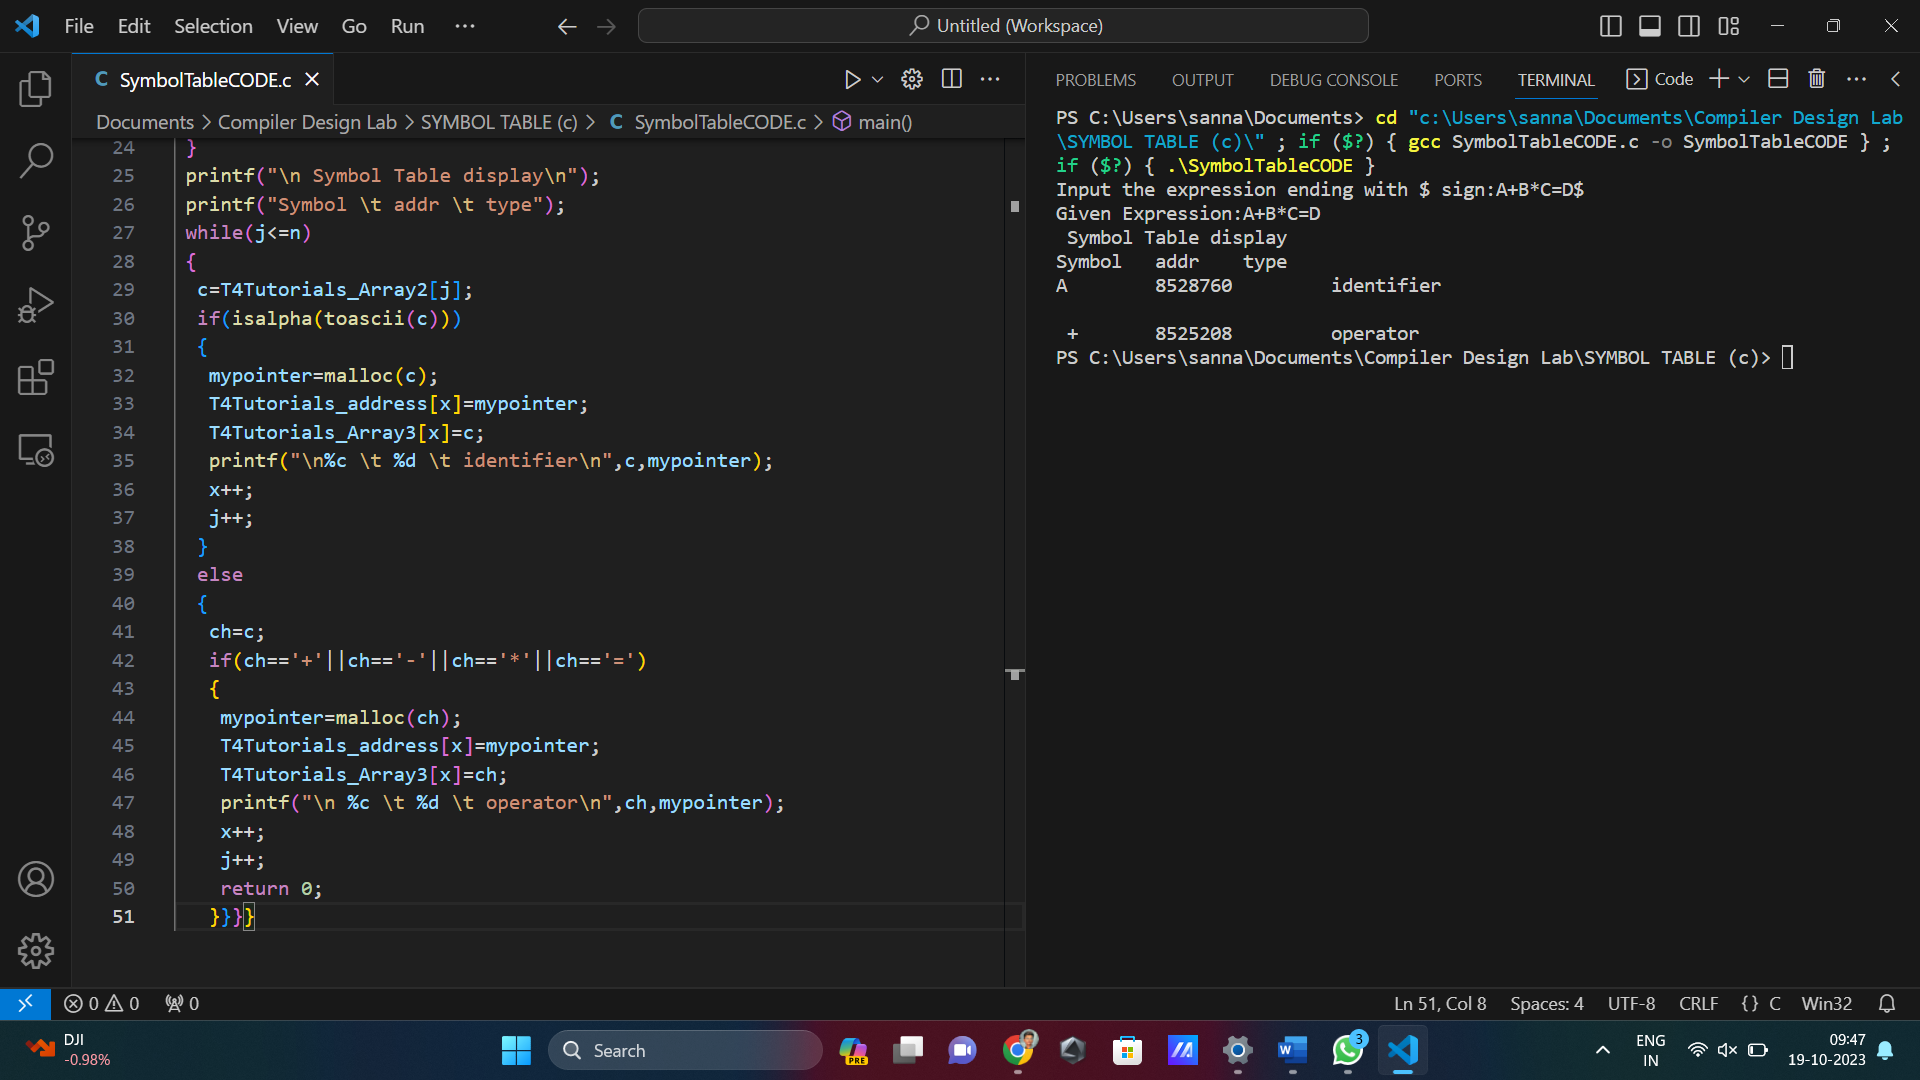 File Edit Selection View Go Run ···
Untitled (Workspace)
C SymbolTableCODE.c
Documents > Compiler Design Lab > SYMBOL TABLE (c) > C SymbolTableCODE.c > main()
24 }
25 printf("\n Symbol Table display\n");
26 printf("Symbol \t addr \t type");
27 while(j<=n)
28 {
29 c=T4Tutorials_Array2[j];
30 if(isalpha(toascii(c)))
31 {
32 mypointer=malloc(c);
33 T4Tutorials_address[x]=mypointer;
34 T4Tutorials_Array3[x]=c;
35 printf("\n%c \t %d \t identifier\n",c,mypointer);
36 x++;
37 j++;
38 }
39 else
40 {
41 ch=c;
42 if(ch=='+'||ch=='-'||ch=='*'||ch=='=')
43 {
44 mypointer=malloc(ch);
45 T4Tutorials_address[x]=mypointer;
46 T4Tutorials_Array3[x]=ch;
47 printf("\n %c \t %d \t operator\n",ch,mypointer);
48 x++;
49 j++;
50 return 0;
51 }}}}
PROBLEMS OUTPUT DEBUG CONSOLE PORTS TERMINAL Code
PS C:\Users\sanna\Documents> cd "c:\Users\sanna\Documents\Compiler Design Lab
\SYMBOL TABLE (c)\" ; if ($?) { gcc SymbolTableCODE.c -o SymbolTableCODE } ;
if ($?) { .\SymbolTableCODE }
Input the expression ending with $ sign:A+B*C=D$
Given Expression:A+B*C=D
Symbol Table display
Symbol addr type
A 8528760 identifier
+ 8525208 operator
PS C:\Users\sanna\Documents\Compiler Design Lab\SYMBOL TABLE (c)>
0 0 0
Ln 51, Col 8 Spaces: 4 UTF-8 CRLF {} C Win32
DJI
-0.98%
Search
PRE
W
3
ENG
IN
09:47
19-10-2023